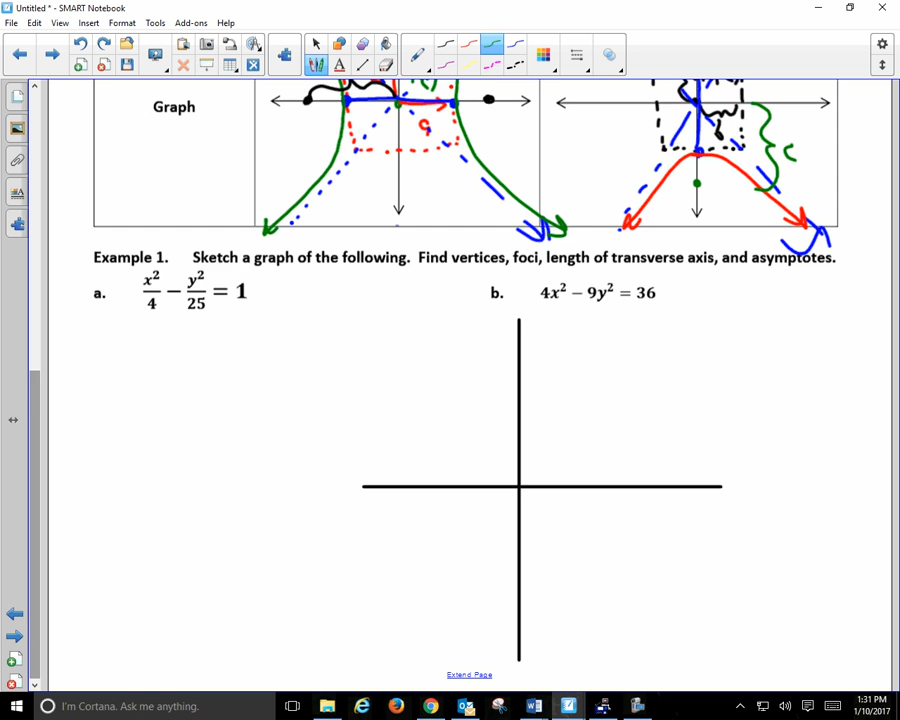 Untitled * - SMART Notebook
File Edit View Insert Format Tools Add-ons Help
Graph
a
c
Example 1. Sketch a graph of the following. Find vertices, foci, length of transverse axis, and asymptotes.
a. x²/4 − y²/25 = 1
b. 4x² − 9y² = 36
Extend Page
I'm Cortana. Ask me anything.
1:31 PM
1/10/2017